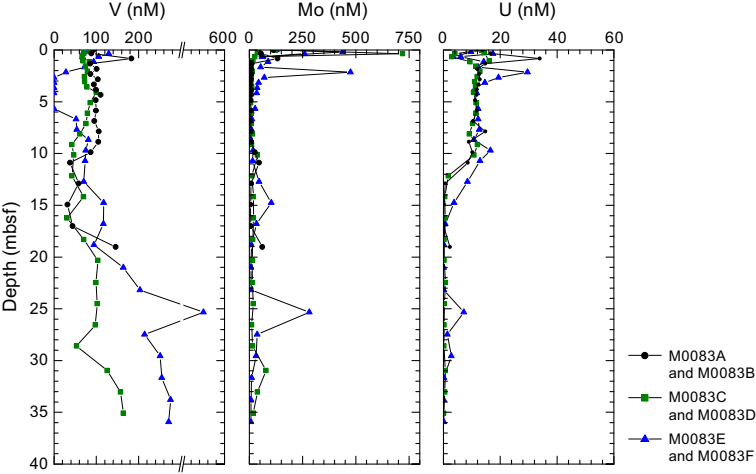 V (nM)
Mo (nM)
U (nM)
0 100 200 600
0 250 500 750
0 20 40 60
0
5
10
15
20
25
30
35
40
Depth (mbsf)
M0083A
and M0083B
M0083C
and M0083D
M0083E
and M0083F